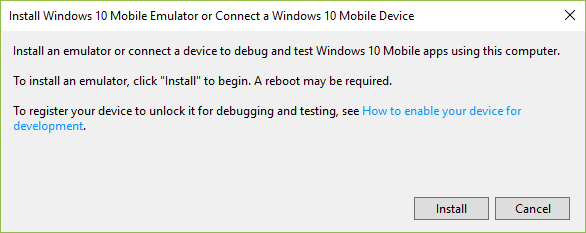 Install Windows 10 Mobile Emulator or Connect a Windows 10 Mobile Device
Install an emulator or connect a device to debug and test Windows 10 Mobile apps using this computer.
To install an emulator, click "Install" to begin. A reboot may be required.
To register your device to unlock it for debugging and testing, see How to enable your device for
development.
Install
Cancel